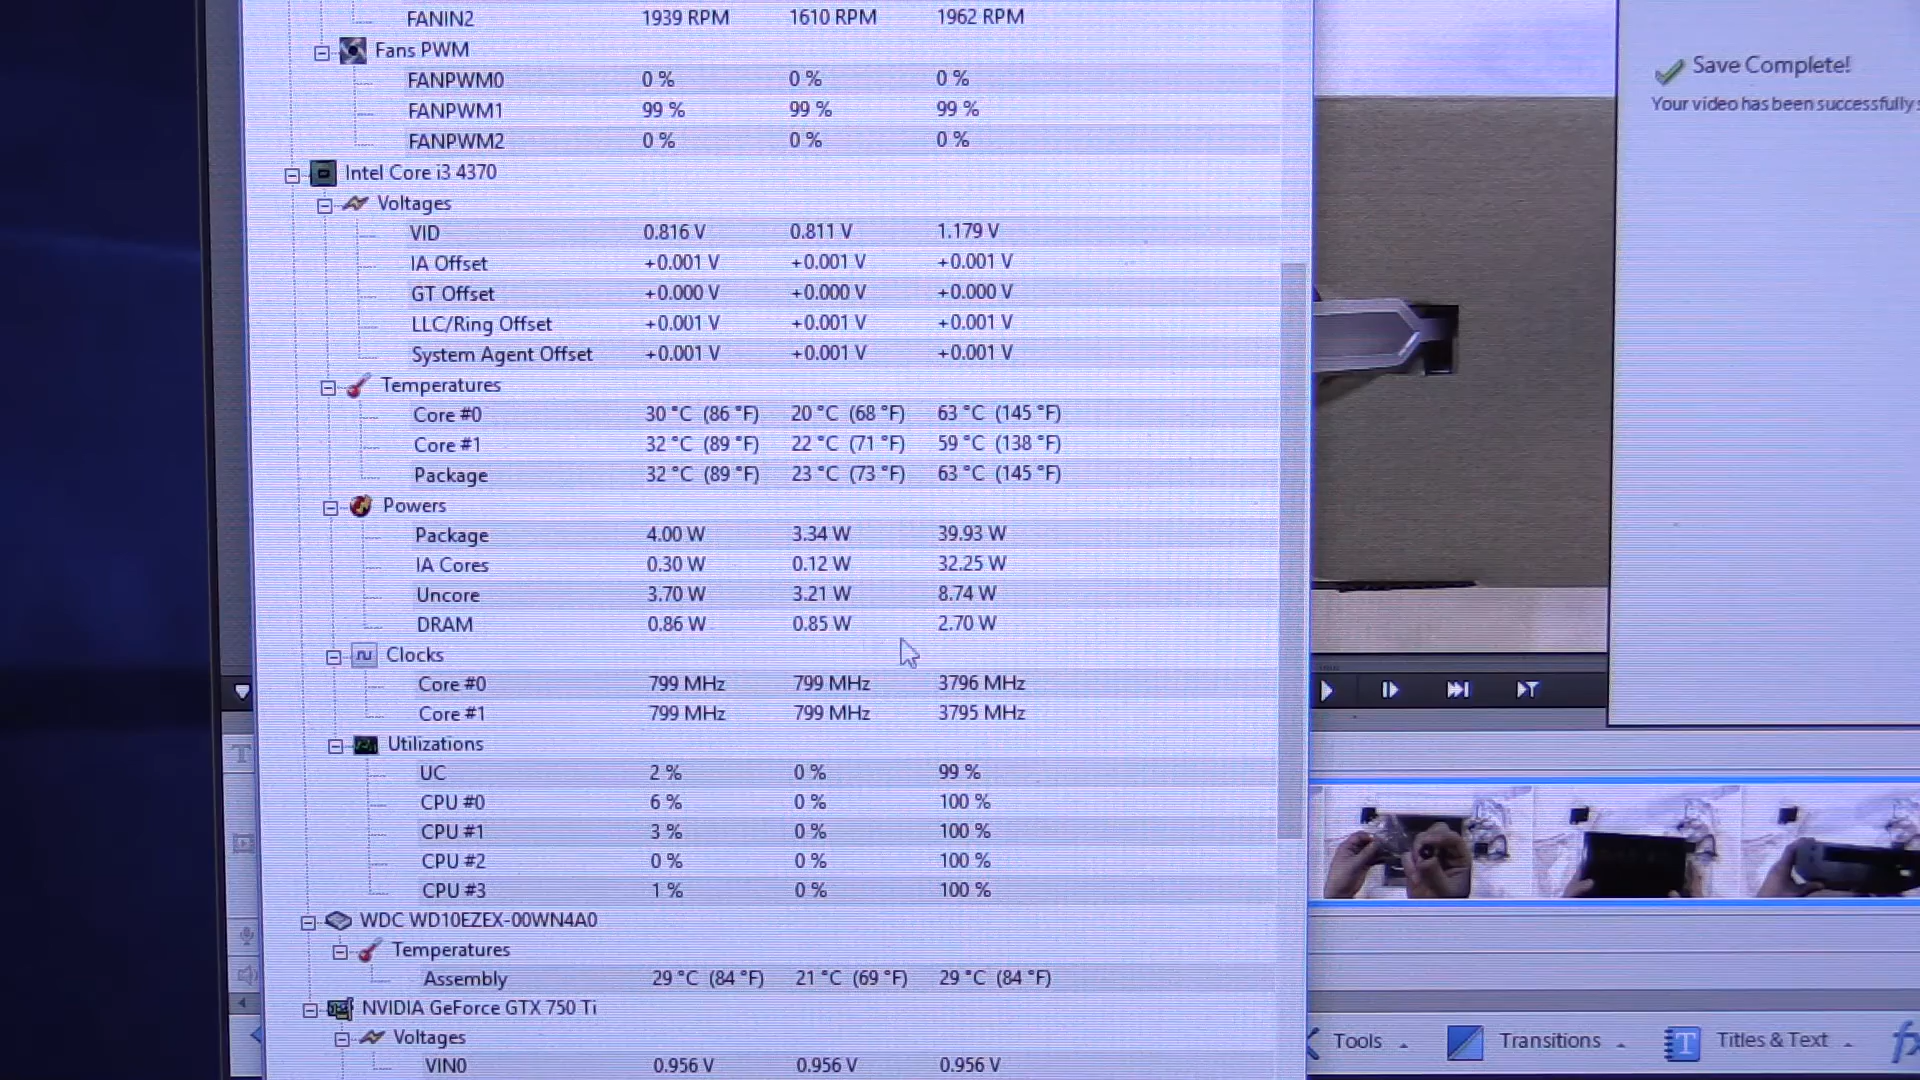 FANIN2 1939 RPM 1610 RPM 1962 RPM
Fans PWM
FANPWM0 0 % 0 % 0 %
FANPWM1 99 % 99 % 99 %
FANPWM2 0 % 0 % 0 %
Intel Core i3 4370
Voltages
VID 0.816 V 0.811 V 1.179 V
IA Offset +0.001 V +0.001 V +0.001 V
GT Offset +0.000 V +0.000 V +0.000 V
LLC/Ring Offset +0.001 V +0.001 V +0.001 V
System Agent Offset +0.001 V +0.001 V +0.001 V
Temperatures
Core #0 30 °C (86 °F) 20 °C (68 °F) 63 °C (145 °F)
Core #1 32 °C (89 °F) 22 °C (71 °F) 59 °C (138 °F)
Package 32 °C (89 °F) 23 °C (73 °F) 63 °C (145 °F)
Powers
Package 4.00 W 3.34 W 39.93 W
IA Cores 0.30 W 0.12 W 32.25 W
Uncore 3.70 W 3.21 W 8.74 W
DRAM 0.86 W 0.85 W 2.70 W
Clocks
Core #0 799 MHz 799 MHz 3796 MHz
Core #1 799 MHz 799 MHz 3795 MHz
Utilizations
UC 2 % 0 % 99 %
CPU #0 6 % 0 % 100 %
CPU #1 3 % 0 % 100 %
CPU #2 0 % 0 % 100 %
CPU #3 1 % 0 % 100 %
WDC WD10EZEX-00WN4A0
Temperatures
Assembly 29 °C (84 °F) 21 °C (69 °F) 29 °C (84 °F)
NVIDIA GeForce GTX 750 Ti
Voltages
VIN0 0.956 V 0.956 V 0.956 V
Save Complete!
Your video has been successfully
Tools
Transitions
T Titles & Text
fx